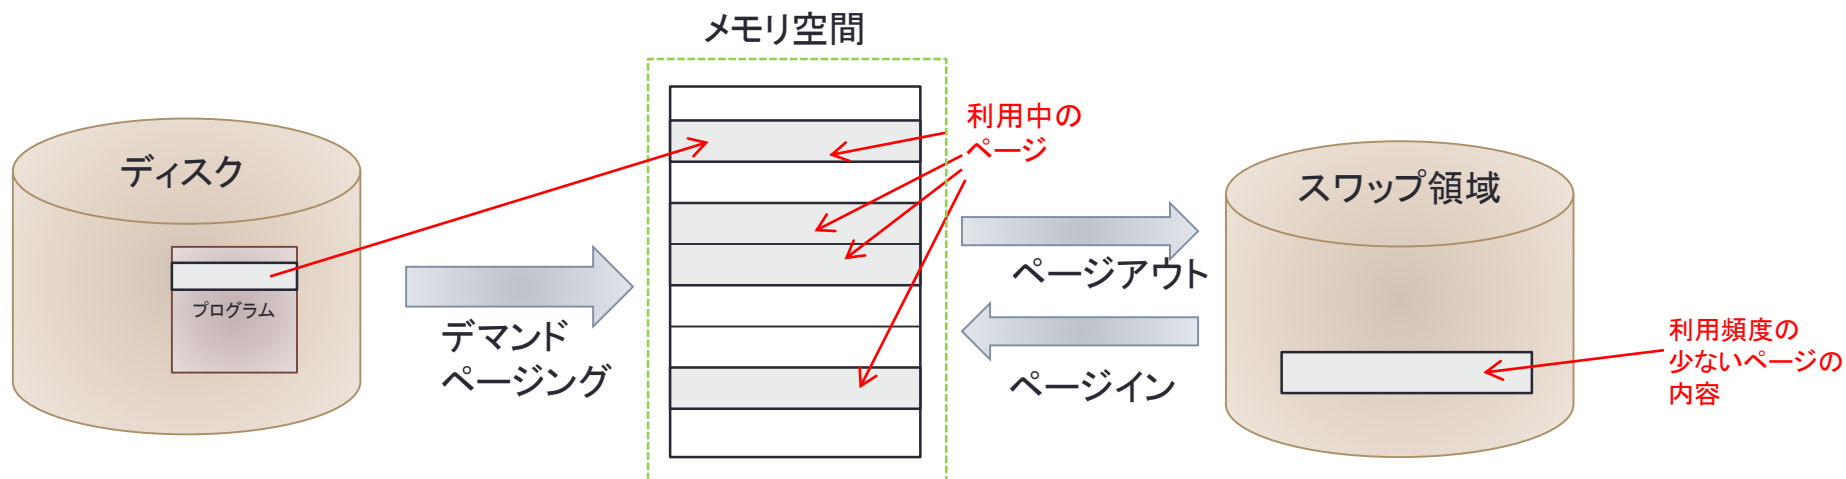 メモリ空間
ディスク
プログラム
デマンド
ページング
利用中の
ページ
ページアウト
ページイン
スワップ領域
利用頻度の
少ないページの
内容